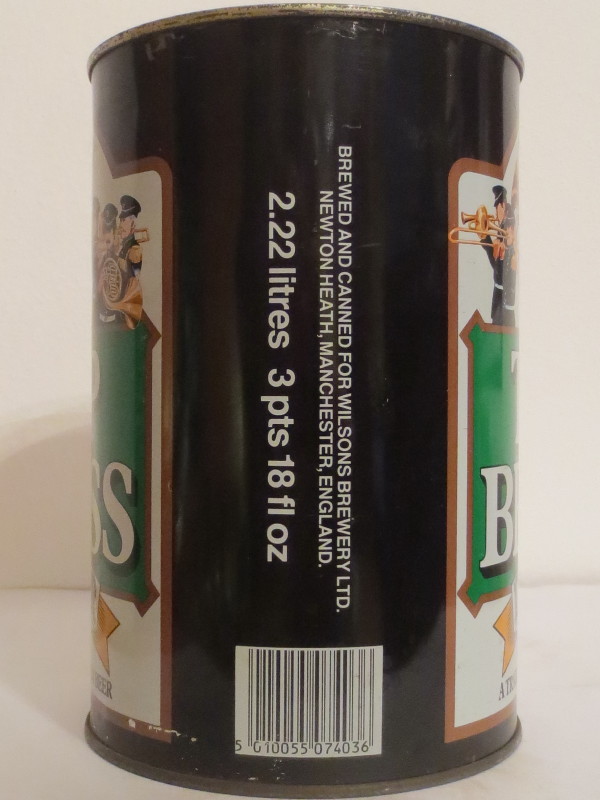 BREWED AND CANNED FOR WILSONS BREWERY LTD.
NEWTON HEATH, MANCHESTER, ENGLAND.
2.22 litres 3 pts 18 fl oz
5 010055 074036